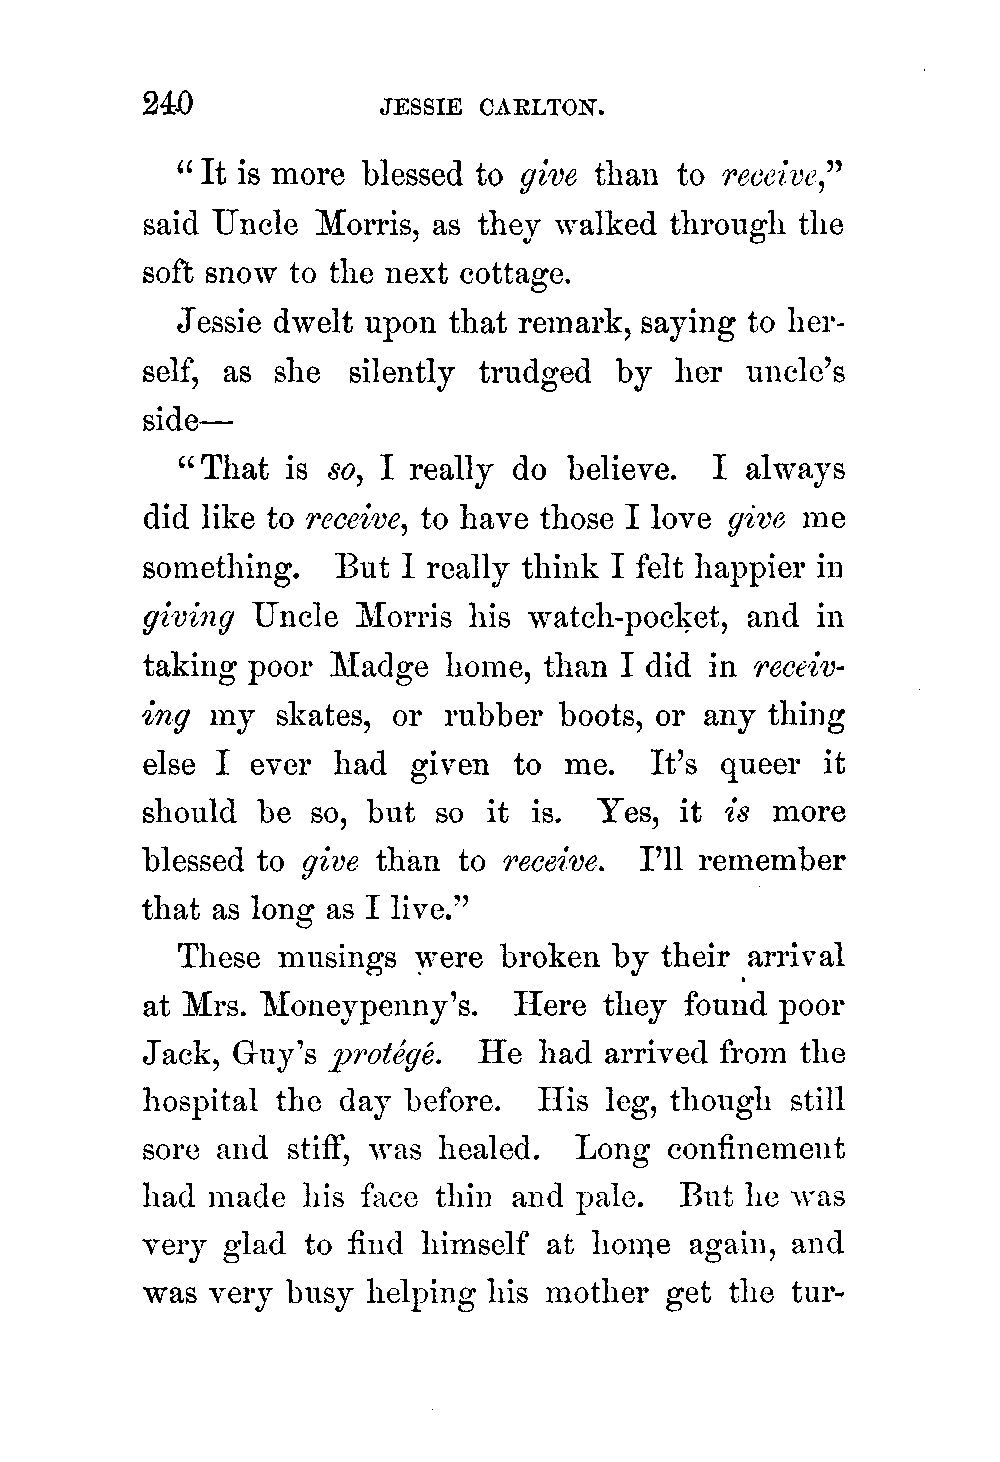 240 JESSIE CARLTON.
“It is more blessed to give than to receive,”
said Uncle Morris, as they walked through the
soft snow to the next cottage.
Jessie dwelt upon that remark, saying to her-
self, as she silently trudged by her uncle’s
side—
“That is so, I really do believe. I always
did like to receive, to have those I love give me
something. But I really think I felt happier in
giving Uncle Morris his watch-pocket, and in
taking poor Madge home, than I did in receiv-
ing my skates, or rubber boots, or any thing
else I ever had given to me. It’s queer it
should be so, but so it is. Yes, it is more
blessed to give than to receive. I’ll remember
that as long as I live.”
These musings were broken by their arrival
at Mrs. Moneypenny’s. Here they found poor
Jack, Guy’s protégé. He had arrived from the
hospital the day before. His leg, though still
sore and stiff, was healed. Long confinement
had made his face thin and pale. But he was
very glad to find himself at home again, and
was very busy helping his mother get the tur-